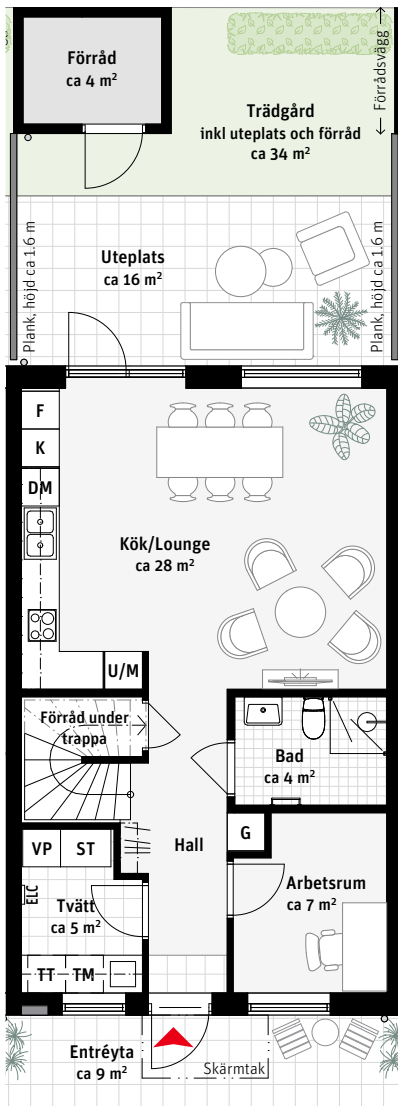 Förråd
ca 4 m²
Förrådsvägg
Trädgård
inkl uteplats och förråd
ca 34 m²
Plank, höjd ca 1.6 m
Uteplats
ca 16 m²
Plank, höjd ca 1.6 m
F
K
DM
Kök/Lounge
ca 28 m²
U/M
Förråd under
trappa
Bad
ca 4 m²
VP
ST
Hall
G
ELC
Tvätt
ca 5 m²
Arbetsrum
ca 7 m²
TT
TM
Entréyta
ca 9 m²
Skärmtak